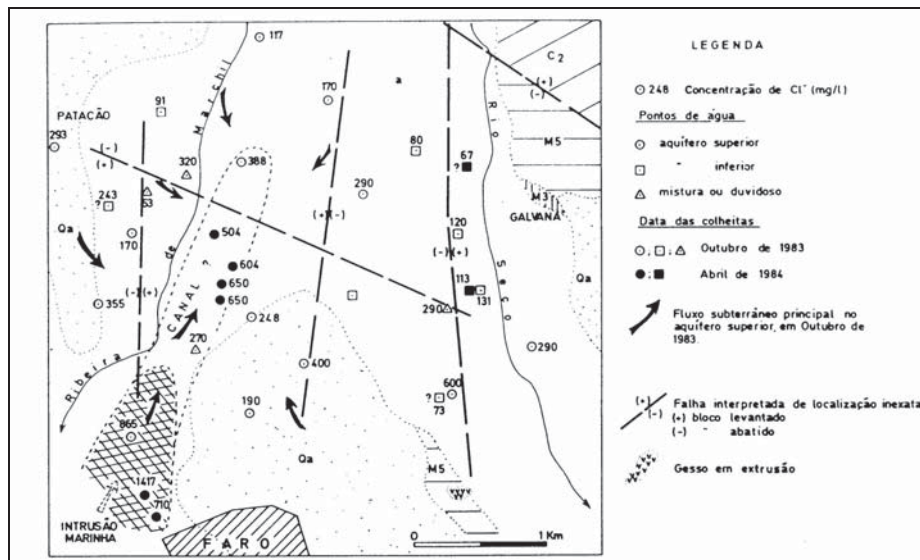 117
Marchil
de
Ribeira
a
170
C2
(+)
(-)
91
PATACÃO
293
(-)
(+)
320
388
80
Rio
Seco
67
?
M5
M3
GALVANA
243
?
53
290
Qa
170
504
(+) (-)
120
(-) (+)
604
650
650
CANAL ?
(-) (+)
355
248
270
113
131
290
290
Qa
400
190
600
?
73
865
Qa
M5
1417
710
INTRUSÃO
MARINHA
FARO
0 1 Km
LEGENDA
248 Concentração de Cl⁻ (mg/l)
Pontos de água
aquífero superior
" inferior
mistura ou duvidoso
Data das colheitas
; ; Outubro de 1983
; Abril de 1984
Fluxo subterrâneo principal no
aquífero superior, em Outubro de
1983.
(+)
(-)
Falha interpretada de localização inexata
(+) bloco levantado
(-) " abatido
Gesso em extrusão